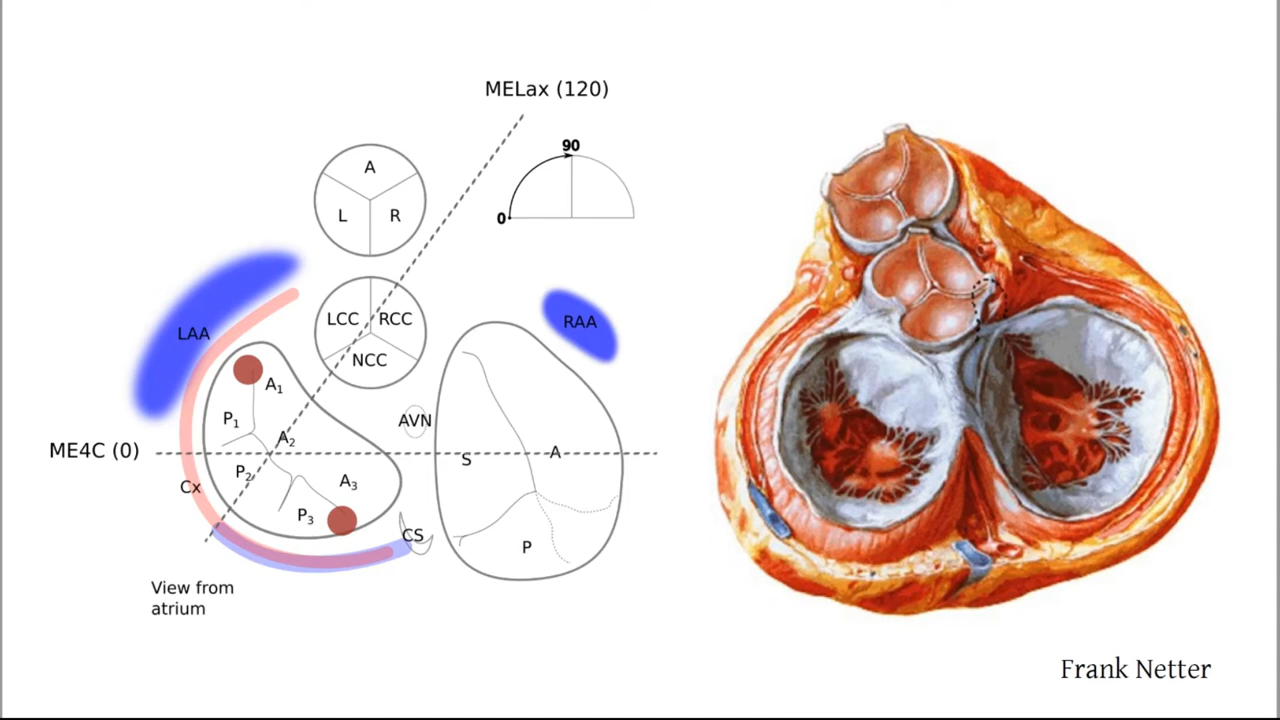 MELax (120)
90
0
A
L
R
LAA
RAA
LCC
RCC
NCC
A₁
P₁
AVN
A₂
ME4C (0)
S
A
P₂
A₃
Cx
P₃
CS
P
View from
atrium
Frank Netter